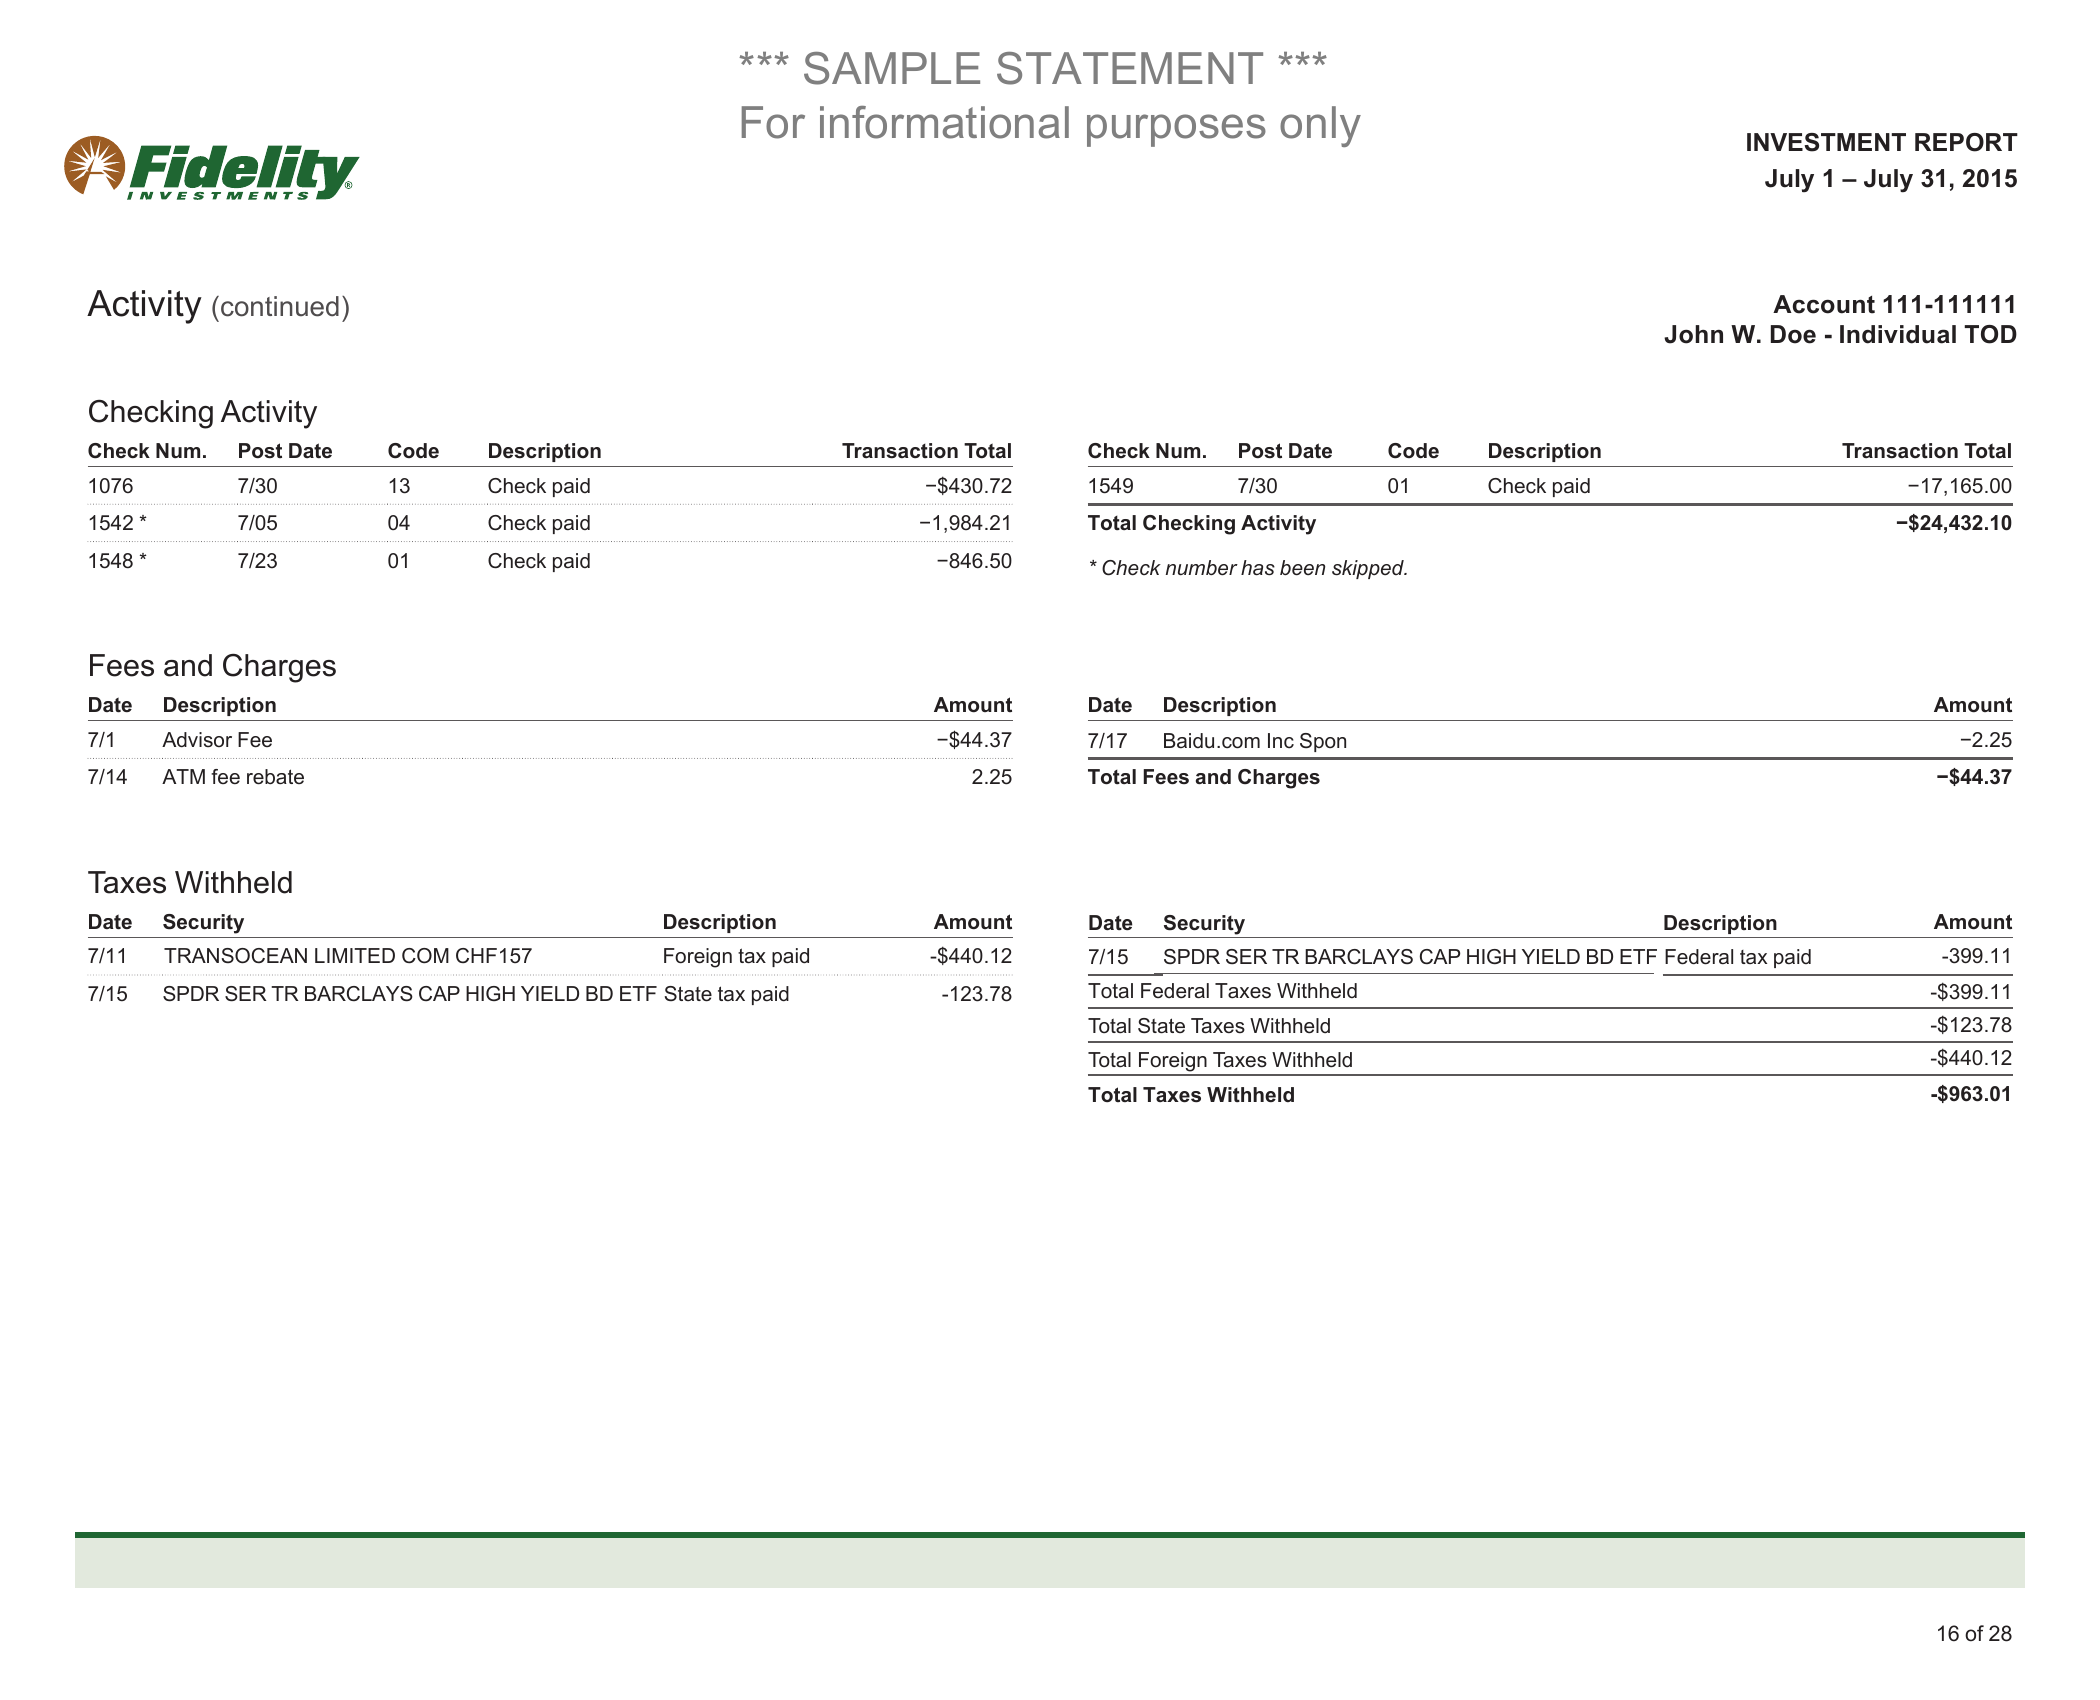 *** SAMPLE STATEMENT ***
For informational purposes only
Fidelity ®
INVESTMENTS
INVESTMENT REPORT
July 1 – July 31, 2015
Activity (continued)
Account 111-111111
John W. Doe - Individual TOD
Checking Activity
Check Num. Post Date Code Description Transaction Total
1076 7/30 13 Check paid −$430.72
1542 * 7/05 04 Check paid −1,984.21
1548 * 7/23 01 Check paid −846.50
Check Num. Post Date Code Description Transaction Total
1549 7/30 01 Check paid −17,165.00
Total Checking Activity −$24,432.10
* Check number has been skipped.
Fees and Charges
Date Description Amount
7/1 Advisor Fee −$44.37
7/14 ATM fee rebate 2.25
Date Description Amount
7/17 Baidu.com Inc Spon −2.25
Total Fees and Charges −$44.37
Taxes Withheld
Date Security Description Amount
7/11 TRANSOCEAN LIMITED COM CHF157 Foreign tax paid -$440.12
7/15 SPDR SER TR BARCLAYS CAP HIGH YIELD BD ETF State tax paid -123.78
Date Security Description Amount
7/15 SPDR SER TR BARCLAYS CAP HIGH YIELD BD ETF Federal tax paid -399.11
Total Federal Taxes Withheld -$399.11
Total State Taxes Withheld -$123.78
Total Foreign Taxes Withheld -$440.12
Total Taxes Withheld -$963.01
16 of 28